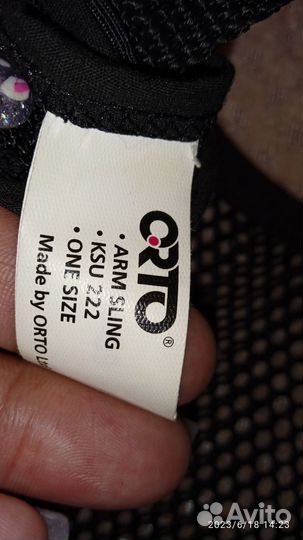 ORTO®
• ARM SLING
• KSU 222
• ONE SIZE
Made by ORTO
2023/6/18 14:23
Avito